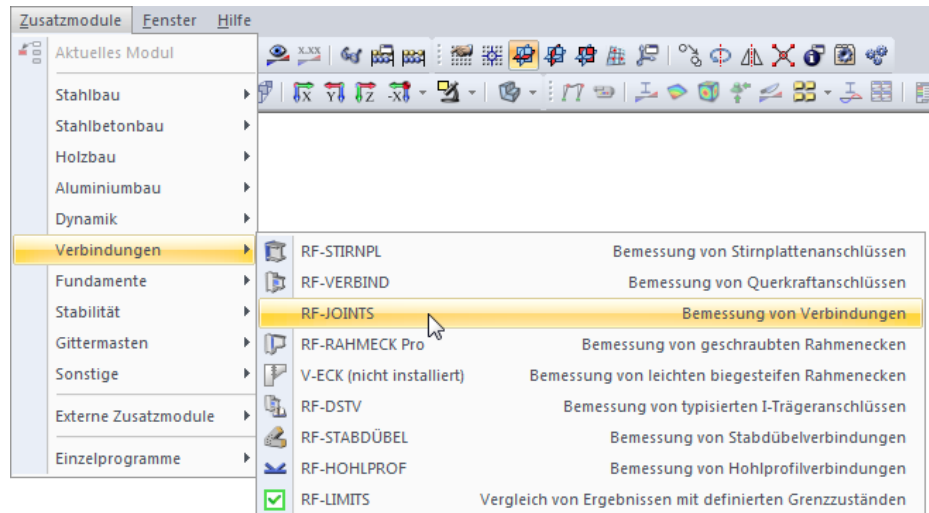 Zusatzmodule Fenster Hilfe
Aktuelles Modul
Stahlbau
Stahlbetonbau
Holzbau
Aluminiumbau
Dynamik
Verbindungen
Fundamente
Stabilität
Gittermasten
Sonstige
Externe Zusatzmodule
Einzelprogramme
X.XX
X Y Z -X
RF-STIRNPL Bemessung von Stirnplattenanschlüssen
RF-VERBIND Bemessung von Querkraftanschlüssen
RF-JOINTS Bemessung von Verbindungen
RF-RAHMECK Pro Bemessung von geschraubten Rahmenecken
V-ECK (nicht installiert) Bemessung von leichten biegesteifen Rahmenecken
RF-DSTV Bemessung von typisierten I-Trägeranschlüssen
RF-STABDÜBEL Bemessung von Stabdübelverbindungen
RF-HOHLPROF Bemessung von Hohlprofilverbindungen
RF-LIMITS Vergleich von Ergebnissen mit definierten Grenzzuständen